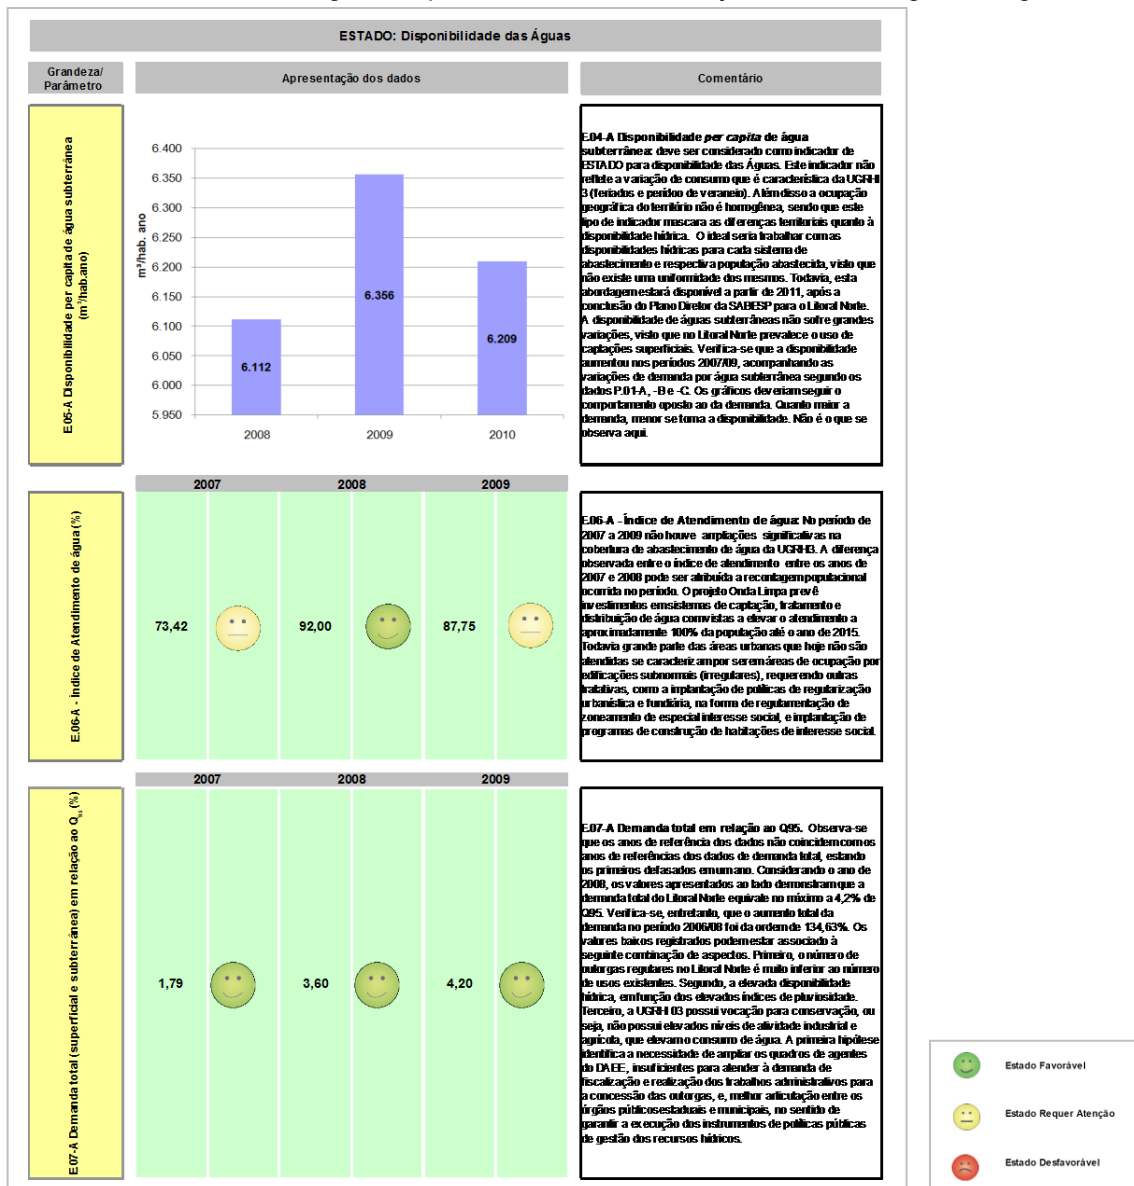 ESTADO: Disponibilidade das Águas
Grandeza/
Parâmetro
Apresentação dos dados
Comentário
E.05-A Disponibilidade per capita de água subterrânea
(m³/hab.ano)
m³/hab. ano
6.400
6.350
6.300
6.250
6.200
6.150
6.100
6.050
6.000
5.950
6.112
6.356
6.209
2008
2009
2010
E.04-A Disponibilidade per capita de água
subterrânea: deve ser considerado como indicador de
ESTADO para disponibilidade das Águas. Este indicador não
reflete a variação de consumo que é característica da UGRHI
3 (feriados e período de veraneio). Além disso a ocupação
geográfica do território não é homogênea, sendo que este
tipo de indicador mascara as diferenças territoriais quanto à
disponibilidade hídrica. O ideal seria trabalhar com as
disponibilidades hídricas para cada sistema de
abastecimento e respectiva população abastecida, visto que
não existe uma uniformidade dos mesmos. Todavia, esta
abordagem estará disponível a partir de 2011, após a
conclusão do Plano Diretor da SABESP para o Litoral Norte.
A disponibilidade de águas subterrâneas não sofre grandes
variações, visto que no Litoral Norte prevalece o uso de
captações superficiais. Verifica-se que a disponibilidade
aumentou nos períodos 2007/09, acompanhando as
variações de demanda por água subterrânea segundo os
dados P.01-A, -B e -C. Os gráficos deveriam seguir o
comportamento oposto ao da demanda. Quanto maior a
demanda, menor se torna a disponibilidade. Não é o que se
observa aqui.
2007
2008
2009
E.06-A - Índice de Atendimento de água (%)
73,42
92,00
87,75
E.06-A - Índice de Atendimento de água: No período de
2007 a 2009 não houve ampliações significativas na
cobertura de abastecimento de água da UGRHI3. A diferença
observada entre o índice de atendimento entre os anos de
2007 e 2008 pode ser atribuída a recontagem populacional
ocorrida no período. O projeto Onda Limpa prevê
investimentos em sistemas de captação, tratamento e
distribuição de água com vistas a elevar o atendimento a
aproximadamente 100% da população até o ano de 2015.
Todavia grande parte das áreas urbanas que hoje não são
atendidas se caracterizam por serem áreas de ocupação por
edificações subnormais (irregulares), requerendo outras
tratativas, como a implantação de políticas de regularização
urbanística e fundiária, na forma de regulamentação de
zoneamento de especial interesse social, e implantação de
programas de construção de habitações de interesse social.
2007
2008
2009
E.07-A Demanda total (superficial e subterrânea) em relação ao Q95 (%)
1,79
3,60
4,20
E.07-A Demanda total em relação ao Q95. Observa-se
que os anos de referência dos dados não coincidem com os
anos de referências dos dados de demanda total, estando
os primeiros defasados em um ano. Considerando o ano de
2008, os valores apresentados ao lado demonstram que a
demanda total do Litoral Norte equivale no máximo a 4,2% de
Q95. Verifica-se, entretanto, que o aumento total da
demanda no período 2006/08 foi da ordem de 134,63%. Os
valores baixos registrados podem estar associado à
seguinte combinação de aspectos. Primeiro, o número de
outorgas regulares no Litoral Norte é muito inferior ao número
de usos existentes. Segundo, a elevada disponibilidade
hídrica, em função dos elevados índices de pluviosidade.
Terceiro, a UGRHI 03 possui vocação para conservação, ou
seja, não possui elevados níveis de atividade industrial e
agrícola, que elevam o consumo de água. A primeira hipótese
identifica a necessidade de ampliar os quadros de agentes
do DAEE, insuficientes para atender à demanda de
fiscalização e realização dos trabalhos administrativos para
a concessão das outorgas, e, melhor articulação entre os
órgãos públicos estaduais e municipais, no sentido de
garantir a execução dos instrumentos de políticas públicas
de gestão dos recursos hídricos.
Estado Favorável
Estado Requer Atenção
Estado Desfavorável